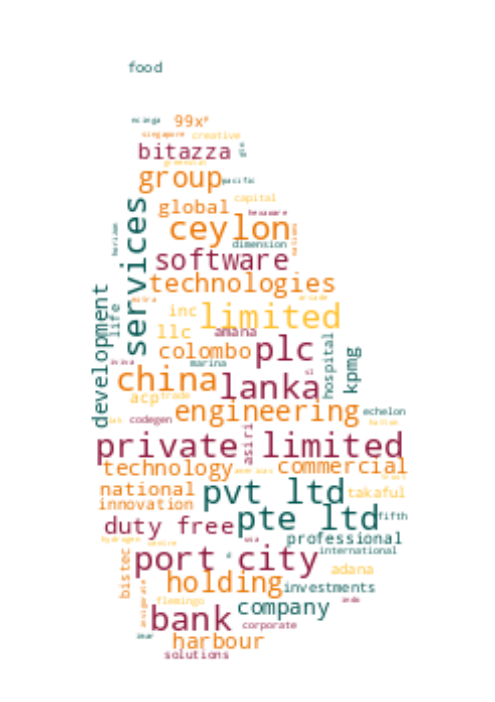 food
99x*
singapore creative
bitazza
group
pacific
capital
global
hexaware
ceylon
dimension
services
software
technologies
development
life
inc
limited
llc
amana
colombo
plc
marina
hospital
kpmg
china
lanka
acp
trade
engineering
echelon
codegen
asiri
private limited
technology
commercial
national
pvt ltd
takaful
innovation
pte ltd
fifth
duty free
professional
port city
international
bistec
adana
holding
investments
flemingo
company
bank
corporate
harbour
solutions